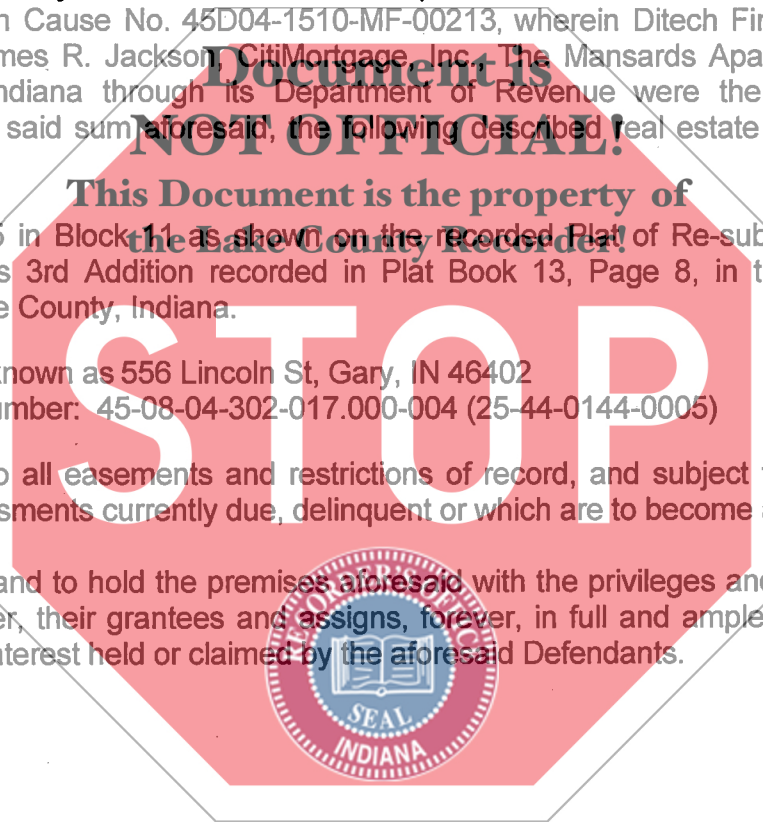 n Cause No. 45D04-1510-MF-00213, wherein Ditech Fin
mes R. Jackson, CitiMortgage, Inc., The Mansards Apa
Document is
ndiana through its Department of Revenue were the
NOT OFFICIAL!
said sum aforesaid, the following described real estate
This Document is the property of
the Lake County Recorder!
5 in Block 11 as shown on the recorded Plat of Re-sub
s 3rd Addition recorded in Plat Book 13, Page 8, in t
e County, Indiana.
STOP
known as 556 Lincoln St, Gary, IN 46402
umber: 45-08-04-302-017.000-004 (25-44-0144-0005)
o all easements and restrictions of record, and subject
sments currently due, delinquent or which are to become
and to hold the premises aforesaid with the privileges and
er, their grantees and assigns, forever, in full and ample
nterest held or claimed by the aforesaid Defendants.
RECORDER'S OFFICE
SEAL
INDIANA